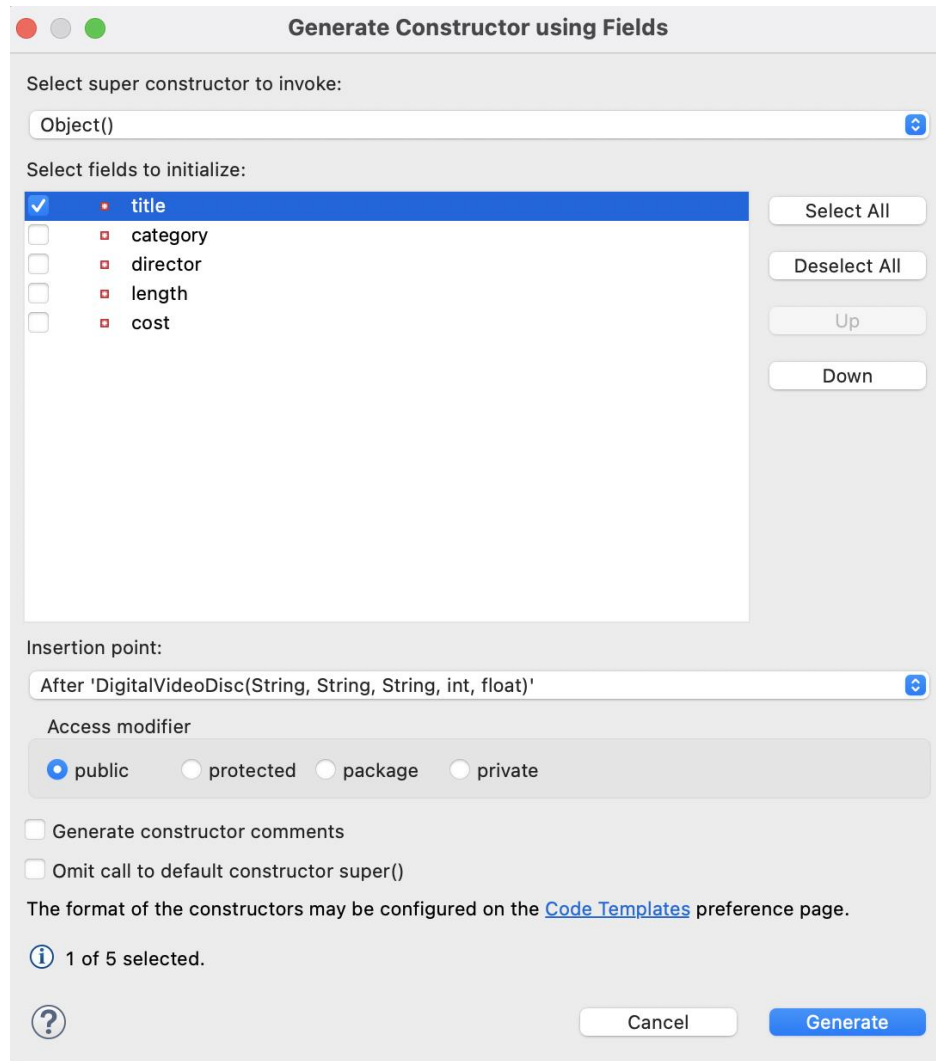 Generate Constructor using Fields
Select super constructor to invoke:
Object()
Select fields to initialize:
title
Select All
category
director
Deselect All
length
cost
Up
Down
Insertion point:
After 'DigitalVideoDisc(String, String, String, int, float)'
Access modifier
public protected package private
Generate constructor comments
Omit call to default constructor super()
The format of the constructors may be configured on the Code Templates preference page.
1 of 5 selected.
? Cancel Generate